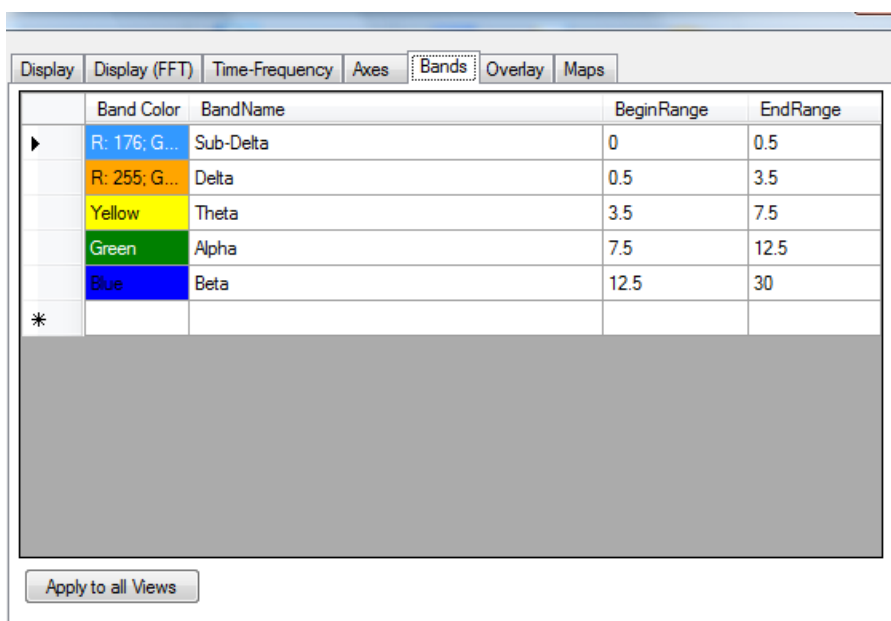 Display Display (FFT) Time-Frequency Axes Bands Overlay Maps
Band Color BandName BeginRange EndRange
R: 176; G... Sub-Delta 0 0.5
R: 255; G... Delta 0.5 3.5
Yellow Theta 3.5 7.5
Green Alpha 7.5 12.5
Blue Beta 12.5 30
Apply to all Views